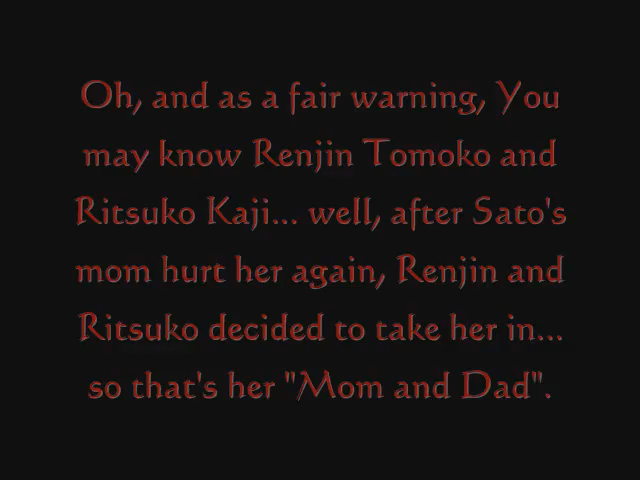 Oh, and as a fair warning, You
may know Renjin Tomoko and
Ritsuko Kaji... well, after Sato's
mom hurt her again, Renjin and
Ritsuko decided to take her in...
so that's her "Mom and Dad".